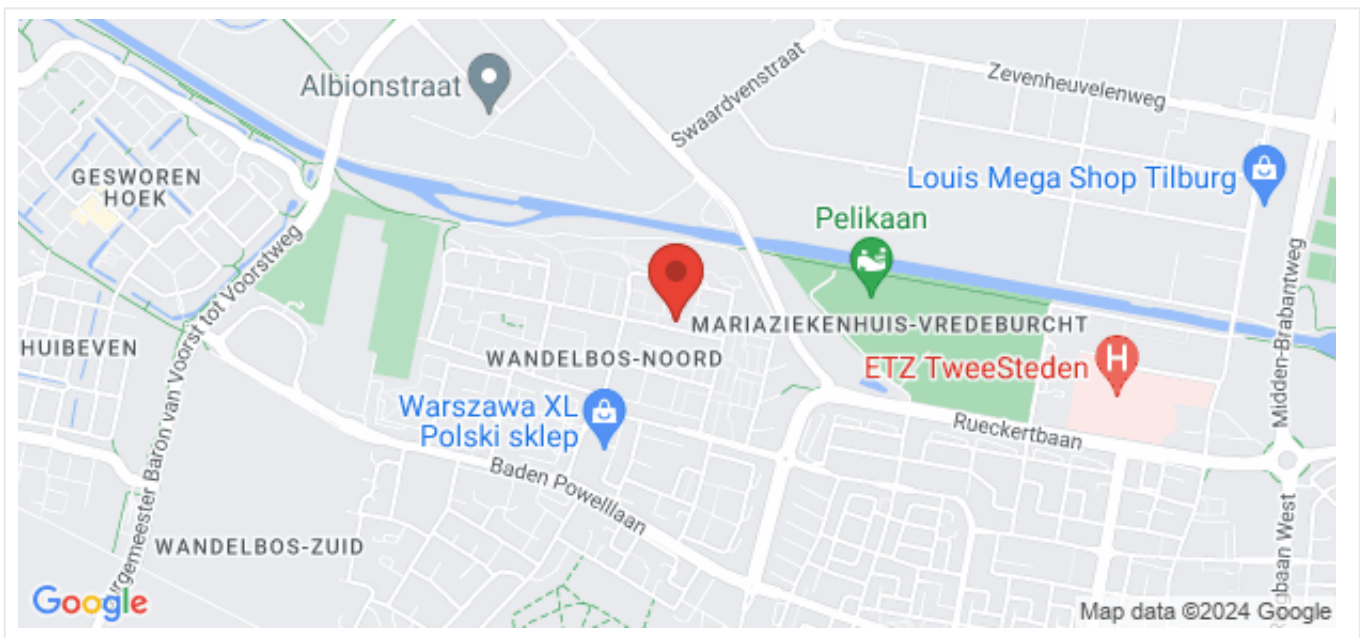 Albionstraat
Zevenheuvelenweg
Swaardvenstraat
GESWOREN
HOEK
Louis Mega Shop Tilburg
Pelikaan
Burgemeester Baron van Voorst tot Voorstweg
Midden-Brabantweg
MARIAZIEKENHUIS-VREDEBURCHT
HUIBEVEN
WANDELBOS-NOORD
ETZ TweeSteden
H
Warszawa XL
Polski sklep
Rueckertbaan
Baden Powelllaan
WANDELBOS-ZUID
Ringbaan West
Google
Map data ©2024 Google